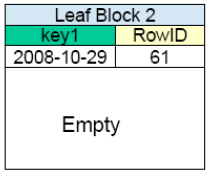 Leaf Block 2
key1 RowID
2008-10-29 61
Empty